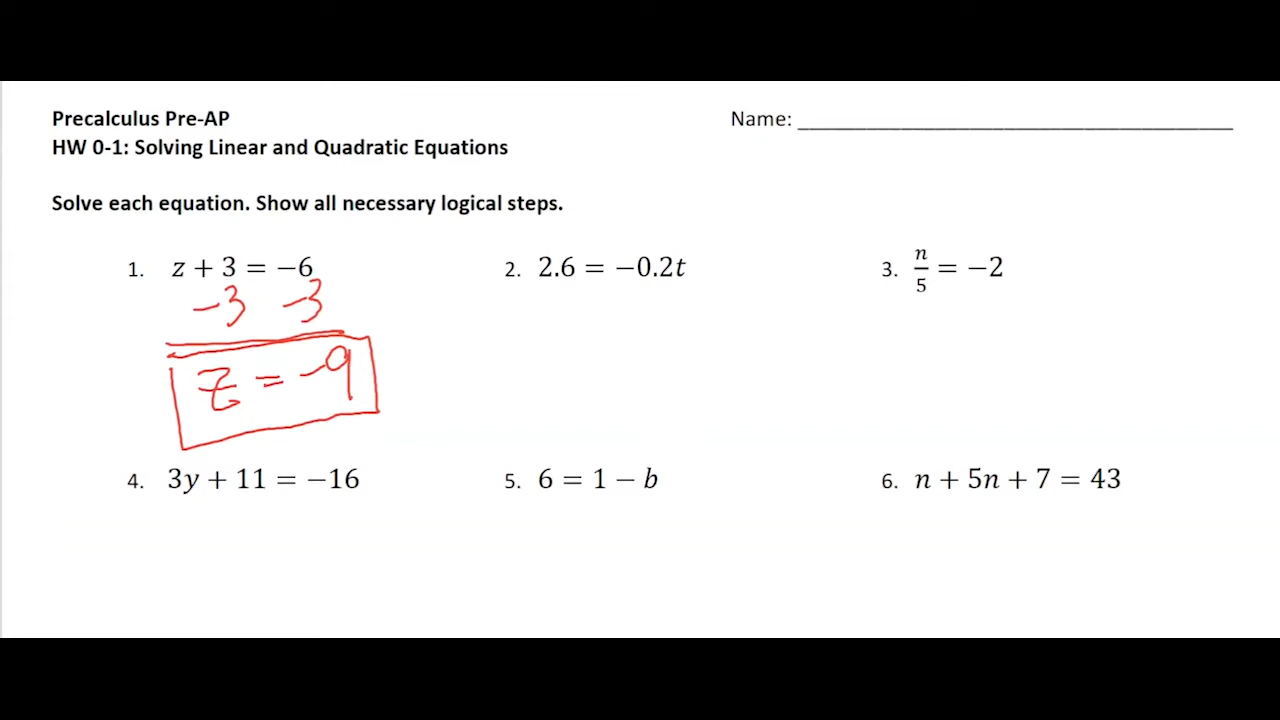 Precalculus Pre-AP Name: ____________________________________
HW 0-1: Solving Linear and Quadratic Equations
Solve each equation. Show all necessary logical steps.
1. z + 3 = −6 2. 2.6 = −0.2t 3. n/5 = −2
−3 −3
z = −9
4. 3y + 11 = −16 5. 6 = 1 − b 6. n + 5n + 7 = 43